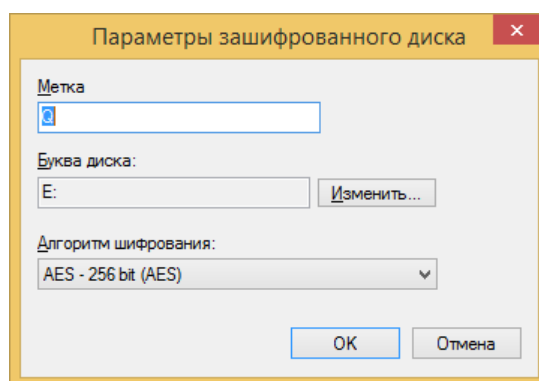 Параметры зашифрованного диска
Метка
Q
Буква диска:
E:
Изменить...
Алгоритм шифрования:
AES - 256 bit (AES)
OK
Отмена